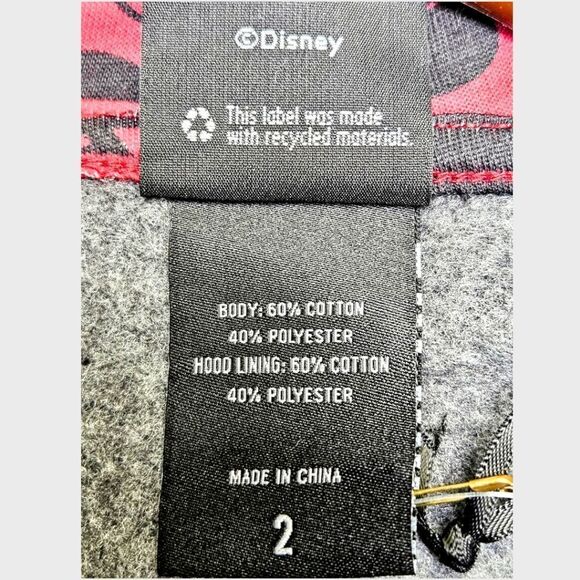 ©Disney
This label was made
with recycled materials.
BODY: 60% COTTON
40% POLYESTER
HOOD LINING: 60% COTTON
40% POLYESTER
MADE IN CHINA
2